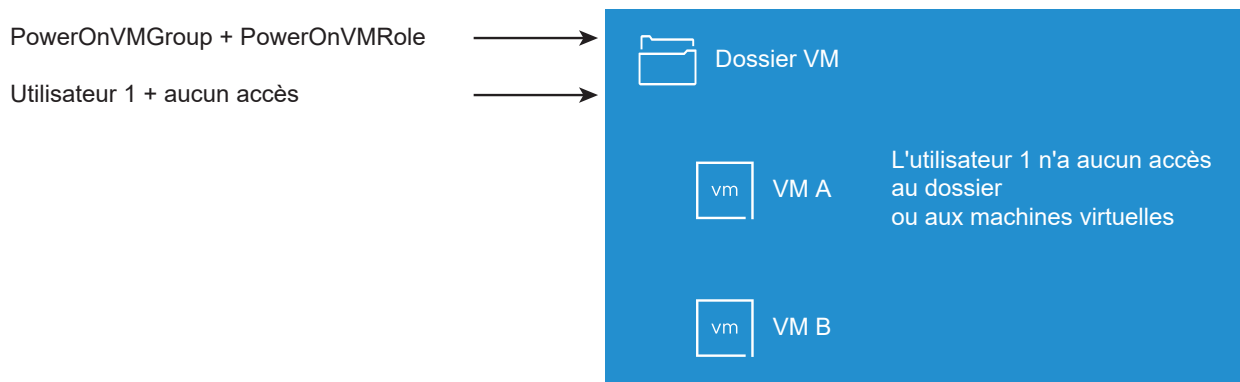 PowerOnVMGroup + PowerOnVMRole
Utilisateur 1 + aucun accès
Dossier VM
vm
VM A
L'utilisateur 1 n'a aucun accès
au dossier
ou aux machines virtuelles
vm
VM B